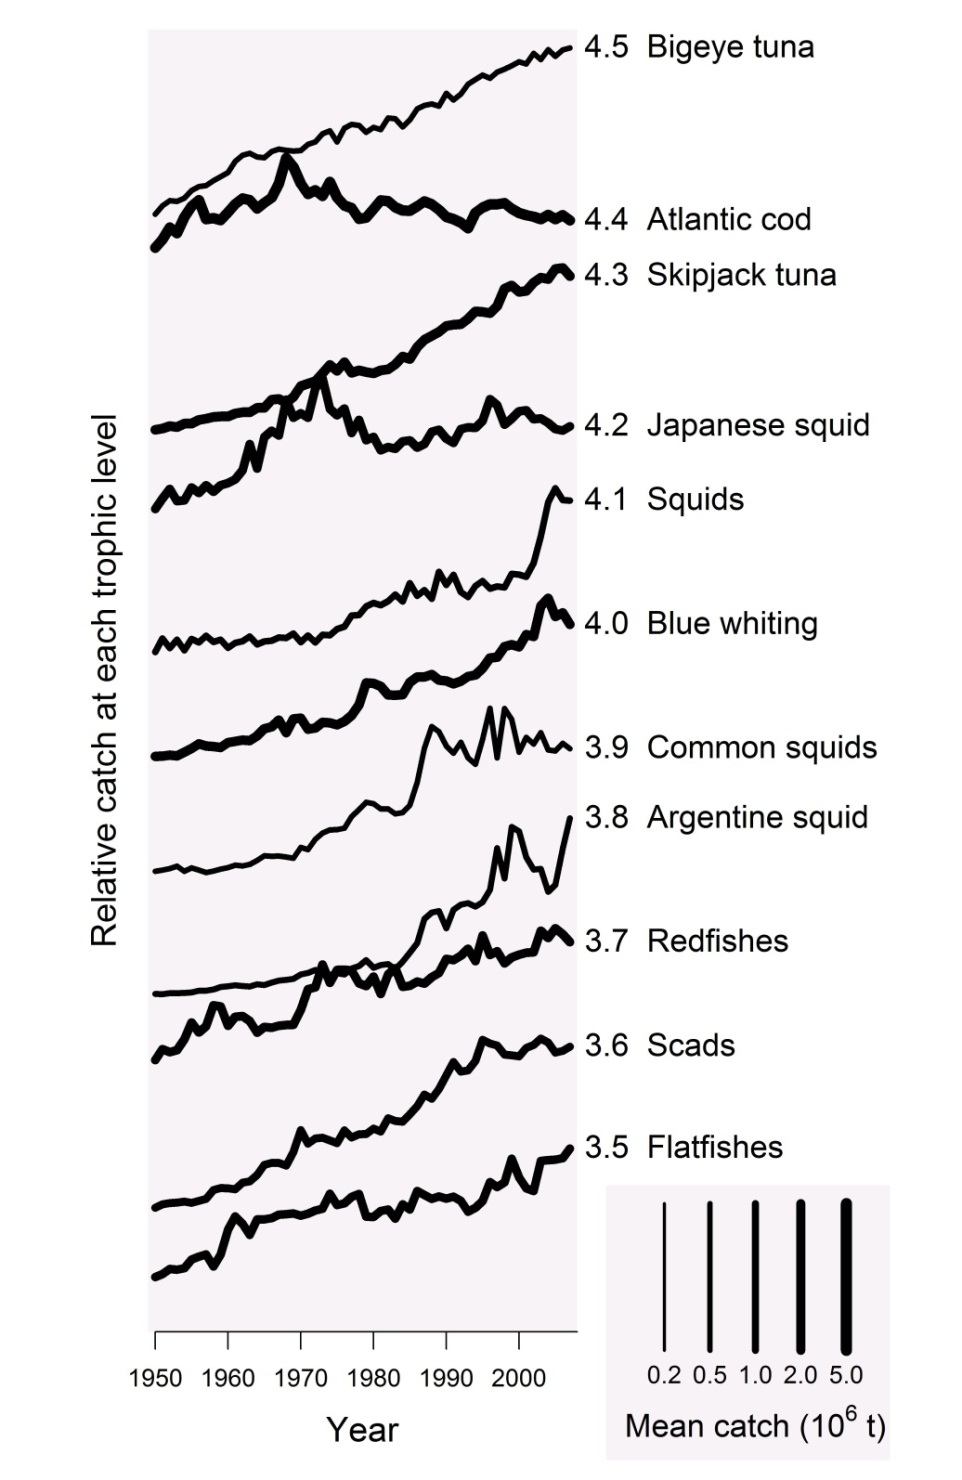 4.5 Bigeye tuna
4.4 Atlantic cod
4.3 Skipjack tuna
4.2 Japanese squid
4.1 Squids
4.0 Blue whiting
3.9 Common squids
3.8 Argentine squid
3.7 Redfishes
3.6 Scads
3.5 Flatfishes
Relative catch at each trophic level
1950 1960 1970 1980 1990 2000
Year
0.2 0.5 1.0 2.0 5.0
Mean catch (10⁶ t)